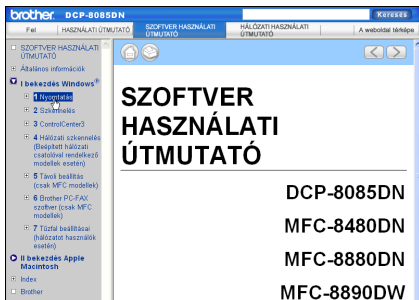 brother DCP-8085DN
Keresés
Fel
HASZNÁLATI ÚTMUTATÓ
SZOFTVER HASZNÁLATI ÚTMUTATÓ
HÁLÓZATI HASZNÁLATI ÚTMUTATÓ
A weboldal térképe
SZOFTVER HASZNÁLATI
ÚTMUTATÓ
Általános információk
I bekezdés Windows®
1 Nyomtatás
2 Szkennelés
3 ControlCenter3
4 Hálózati szkennelés
(Beépített hálózati
csatolóval rendelkező
modellek esetén)
5 Távoli beállítás
(csak MFC modellek)
6 Brother PC-FAX
szoftver (csak MFC
modellek)
7 Tűzfal beállításai
(hálózatot használók
esetén)
II bekezdés Apple
Macintosh
Index
Brother
SZOFTVER
HASZNÁLATI
ÚTMUTATÓ
DCP-8085DN
MFC-8480DN
MFC-8880DN
MFC-8890DW